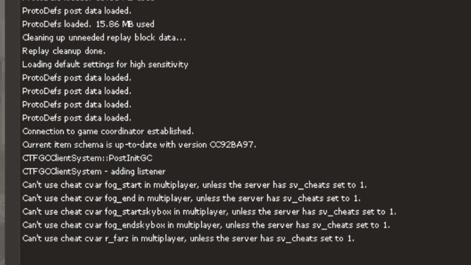 ProtoDefs post data loaded.
ProtoDefs loaded. 15.86 MB used
Cleaning up unneeded replay block data...
Replay cleanup done.
Loading default settings for high sensitivity
ProtoDefs post data loaded.
ProtoDefs post data loaded.
ProtoDefs post data loaded.
ProtoDefs post data loaded.
Connection to game coordinator established.
Current item schema is up-to-date with version CC92BA97.
CTFGCClientSystem::PostInitGC
CTFGCClientSystem - adding listener
Can't use cheat cvar fog_start in multiplayer, unless the server has sv_cheats set to 1.
Can't use cheat cvar fog_end in multiplayer, unless the server has sv_cheats set to 1.
Can't use cheat cvar fog_startskybox in multiplayer, unless the server has sv_cheats set to 1.
Can't use cheat cvar fog_endskybox in multiplayer, unless the server has sv_cheats set to 1.
Can't use cheat cvar r_farz in multiplayer, unless the server has sv_cheats set to 1.